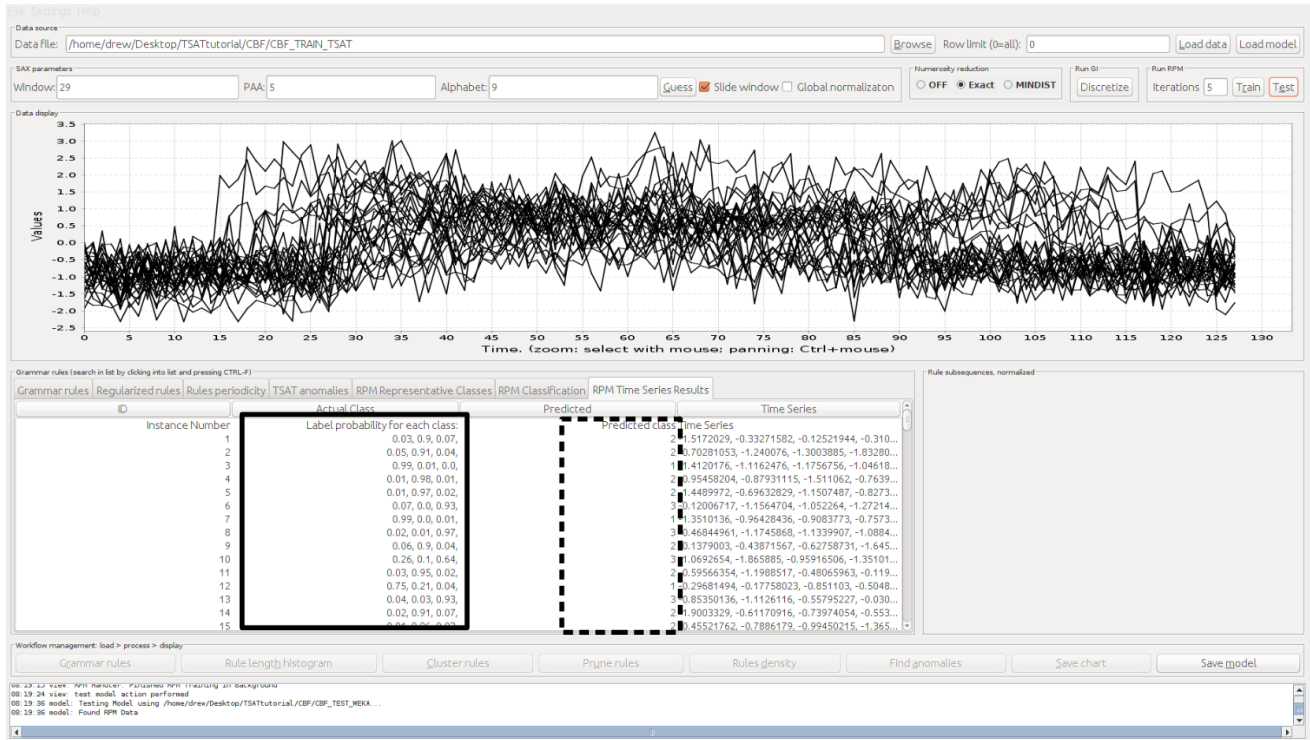 File Settings Help
Data source
Data file: /home/drew/Desktop/TSATtutorial/CBF/CBF_TRAIN_TSAT Browse Row limit (0=all): 0 Load data Load model
SAX parameters Numerosity reduction Run GI Run RPM
Window: 29 PAA: 5 Alphabet: 9 Guess Slide window Global normalizaton OFF Exact MINDIST Discretize Iterations 5 Train Test
Data display
3.5
3.0
2.5
2.0
1.5
1.0
0.5
0.0
-0.5
-1.0
-1.5
-2.0
-2.5
Values
0 5 10 15 20 25 30 35 40 45 50 55 60 65 70 75 80 85 90 95 100 105 110 115 120 125 130
Time. (zoom: select with mouse; panning: Ctrl+mouse)
Grammar rules (search in list by clicking into list and pressing CTRL-F) Rule subsequences, normalized
Grammar rules Regularized rules Rules periodicity TSAT anomalies RPM Representative Classes RPM Classification RPM Time Series Results
ID Actual Class Predicted Time Series
Instance Number Label probability for each class: Predicted class Time Series
1 0.03, 0.9, 0.07, 2 1.5172029, -0.33271582, -0.12521944, -0.310...
2 0.05, 0.91, 0.04, 2 0.70281053, -1.240076, -1.3003885, -1.83280...
3 0.99, 0.01, 0.0, 1 1.4120176, -1.1162476, -1.1756756, -1.04618...
4 0.01, 0.98, 0.01, 2 0.95458204, -0.87931115, -1.511062, -0.7639...
5 0.01, 0.97, 0.02, 2 1.4489972, -0.69632829, -1.1507487, -0.8273...
6 0.07, 0.0, 0.93, 3 -0.12006717, -1.1564704, -1.052264, -1.27214...
7 0.99, 0.0, 0.01, 1 1.3510136, -0.96428436, -0.9083773, -0.7573...
8 0.02, 0.01, 0.97, 3 0.46844961, -1.1745868, -1.1339907, -1.0884...
9 0.06, 0.9, 0.04, 2 0.1379003, -0.43871567, -0.62758731, -1.645...
10 0.26, 0.1, 0.64, 3 1.0692654, -1.865885, -0.95916506, -1.35101...
11 0.03, 0.95, 0.02, 2 0.59566354, -1.1988517, -0.48065963, -0.119...
12 0.75, 0.21, 0.04, 1 -0.29681494, -0.17758023, -0.851103, -0.5048...
13 0.04, 0.03, 0.93, 3 -0.85350136, -1.1126116, -0.55795227, -0.030...
14 0.02, 0.91, 0.07, 2 1.9003329, -0.61170916, -0.73974054, -0.553...
15 2 0.45521762, -0.7886179, -0.99450215, -1.365...
Workflow management: load > process > display
Grammar rules Rule length histogram Cluster rules Prune rules Rules density Find anomalies Save chart Save model
08:19:15 view: RPM Handler: Finished RPM Training in background
08:19:24 view: test model action performed
08:19:36 model: Testing Model using /home/drew/Desktop/TSATtutorial/CBF/CBF_TEST_WEKA...
08:19:36 model: Found RPM Data